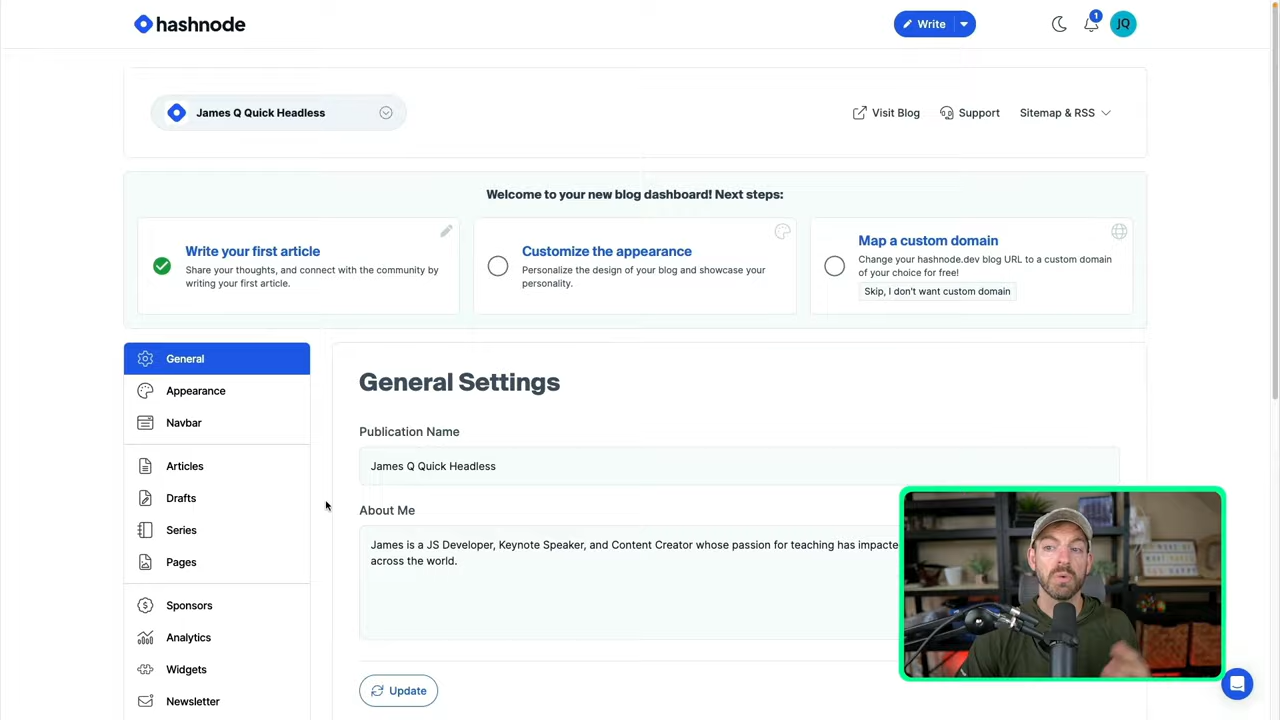 hashnode
Write
1
JQ
James Q Quick Headless
Visit Blog
Support
Sitemap & RSS
Welcome to your new blog dashboard! Next steps:
Write your first article
Share your thoughts, and connect with the community by
writing your first article.
Customize the appearance
Personalize the design of your blog and showcase your
personality.
Map a custom domain
Change your hashnode.dev blog URL to a custom domain
of your choice for free!
Skip, I don't want custom domain
General
Appearance
Navbar
Articles
Drafts
Series
Pages
Sponsors
Analytics
Widgets
Newsletter
General Settings
Publication Name
James Q Quick Headless
About Me
James is a JS Developer, Keynote Speaker, and Content Creator whose passion for teaching has impacte
across the world.
Update